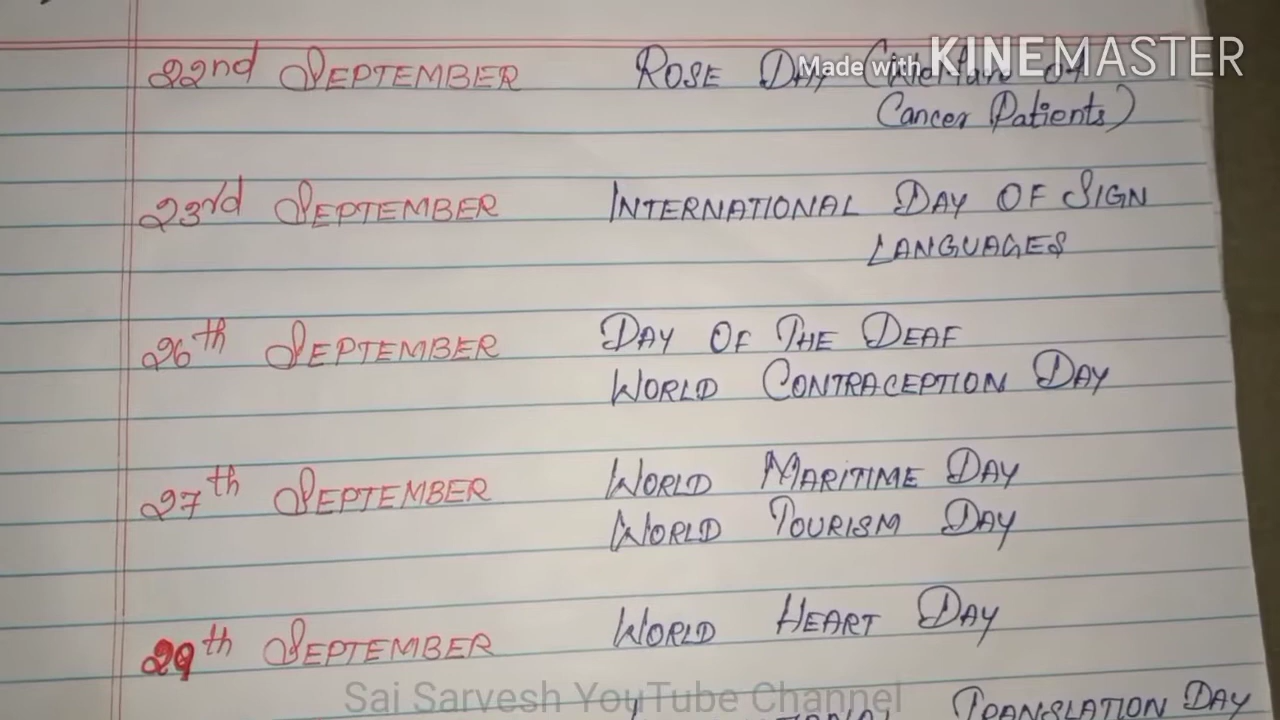 22nd SEPTEMBER ROSE DAY (
Made with KINEMASTER
Cancer Patients)
23rd SEPTEMBER INTERNATIONAL DAY OF SIGN
LANGUAGES
26th SEPTEMBER DAY OF THE DEAF
WORLD CONTRACEPTION DAY
27th SEPTEMBER WORLD MARITIME DAY
WORLD TOURISM DAY
29th SEPTEMBER WORLD HEART DAY
Sai Sarvesh YouTube Channel
TRANSLATION DAY